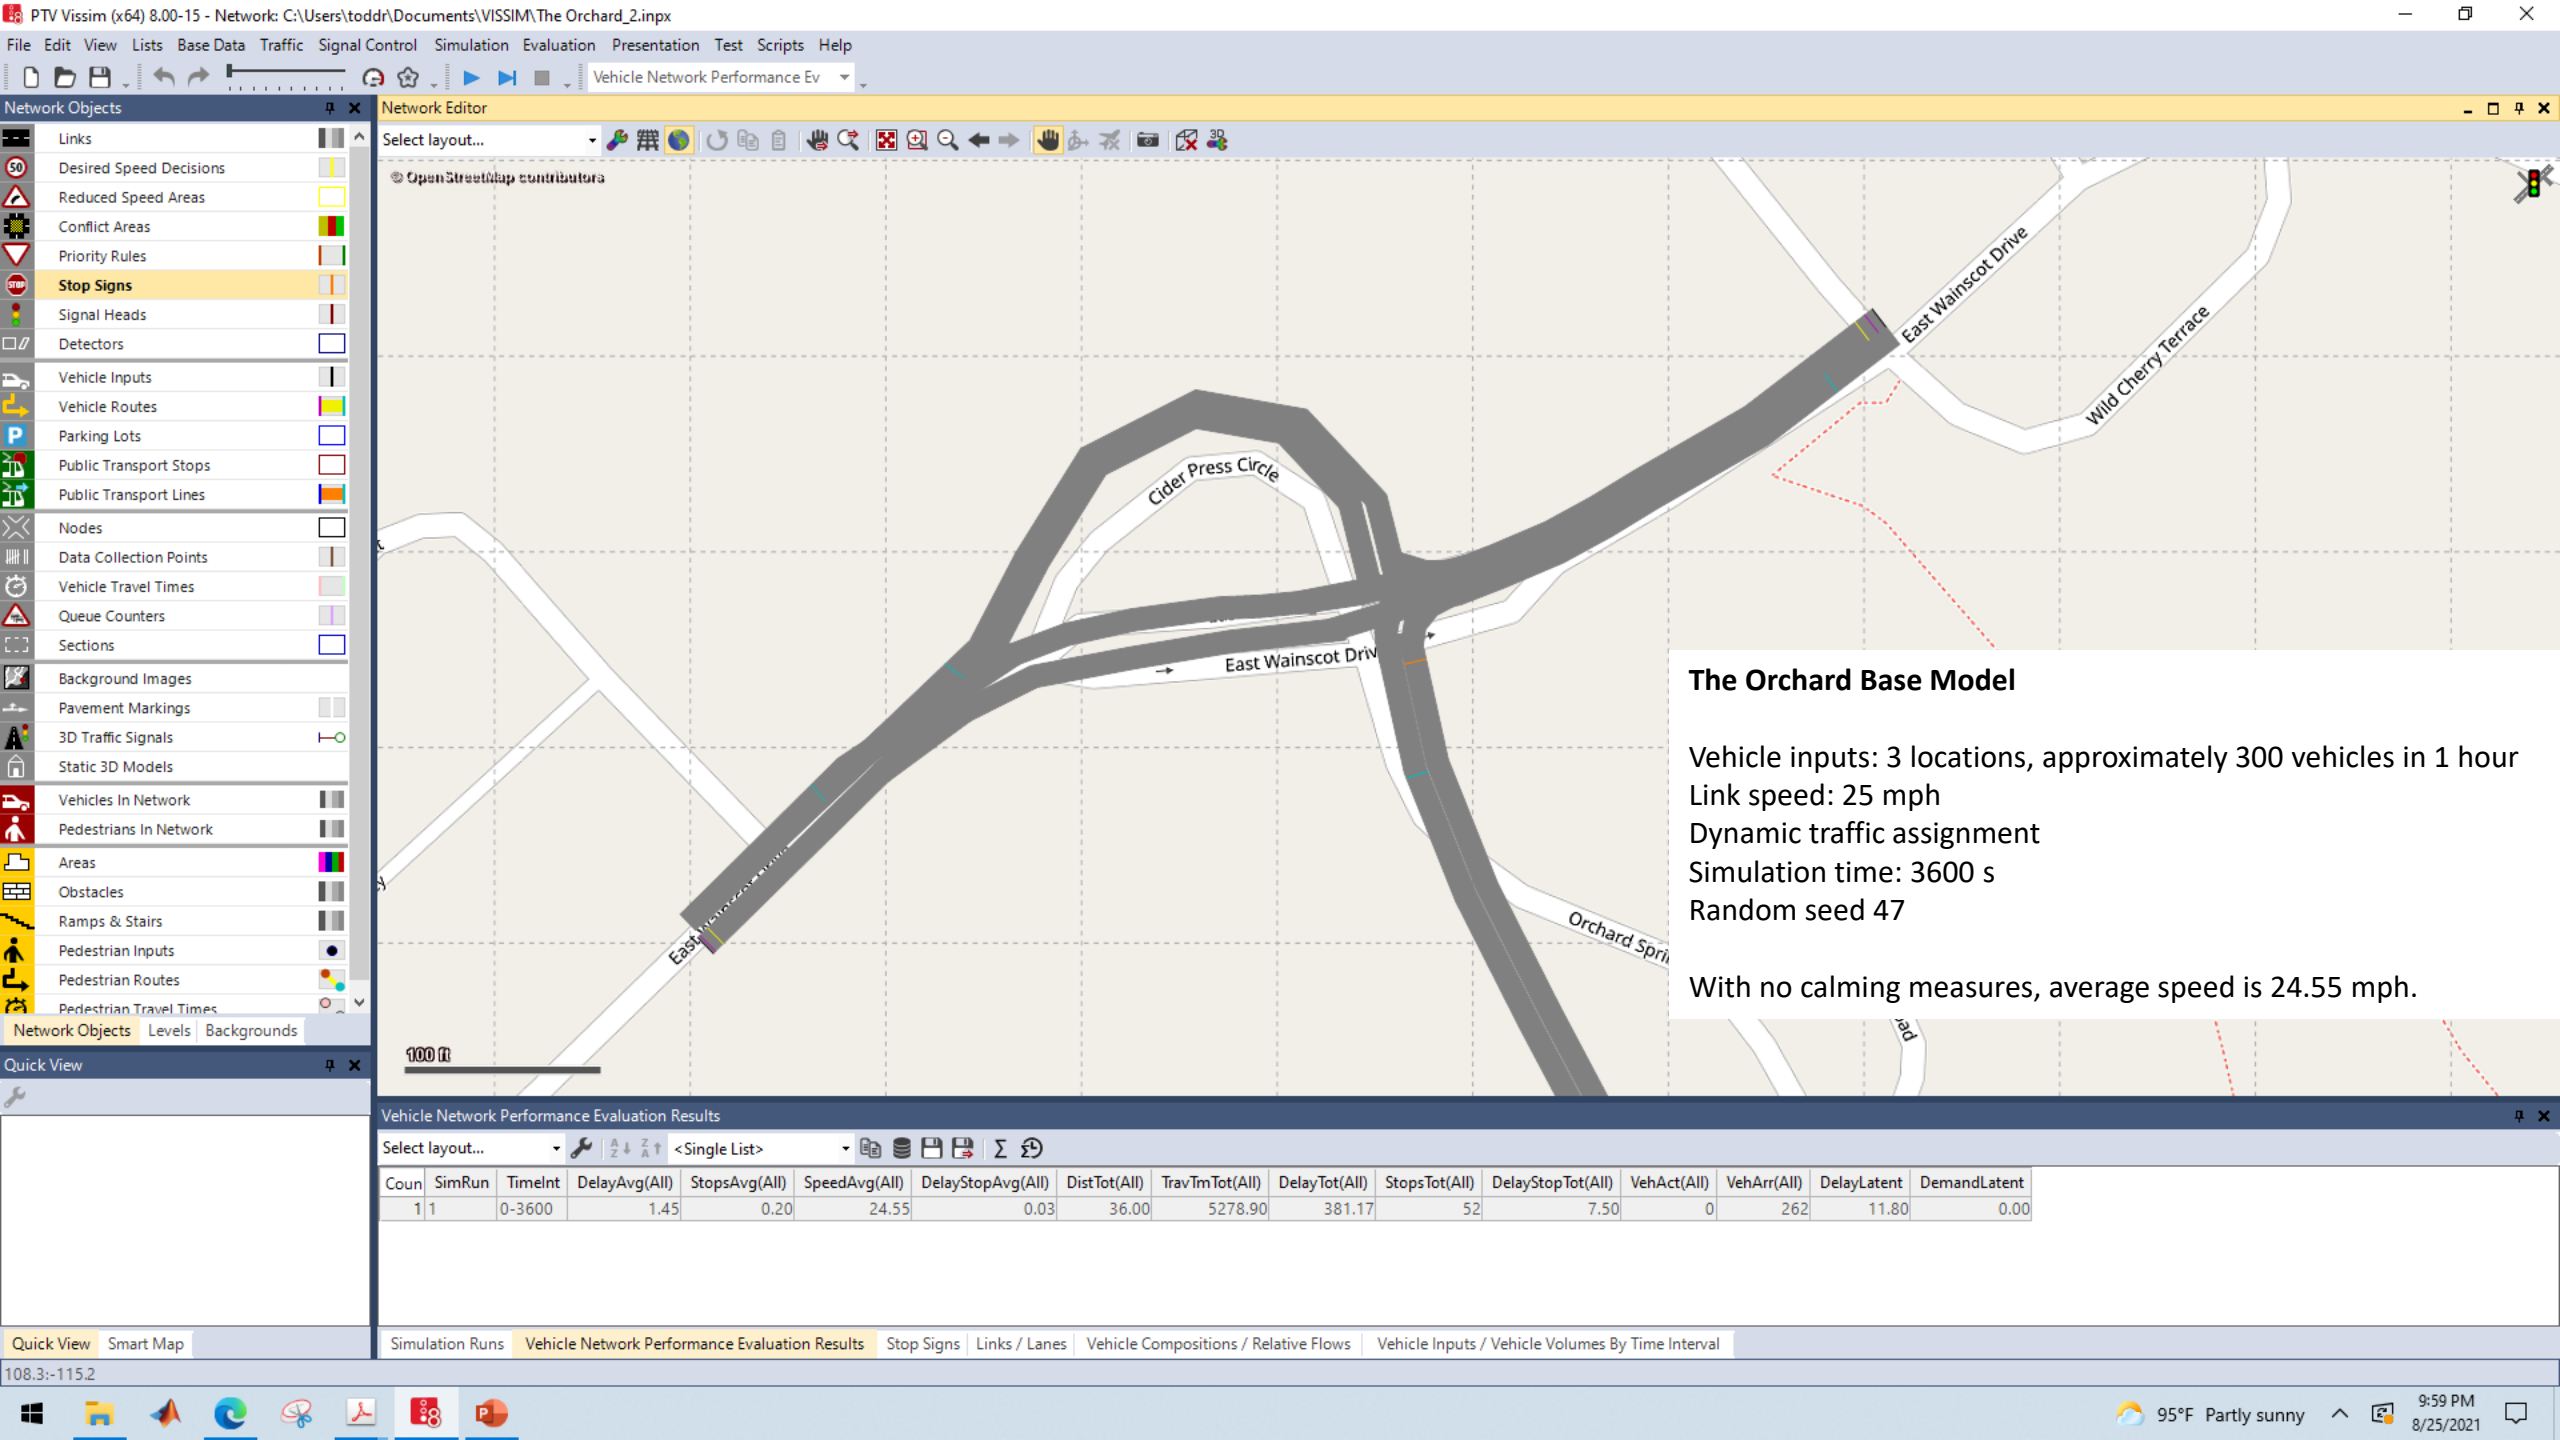 PTV Vissim (x64) 8.00-15 - Network: C:\Users\toddr\Documents\VISSIM\The Orchard_2.inpx
File Edit View Lists Base Data Traffic Signal Control Simulation Evaluation Presentation Test Scripts Help
Vehicle Network Performance Ev
Network Objects
Links
50
Desired Speed Decisions
Reduced Speed Areas
Conflict Areas
Priority Rules
STOP
Stop Signs
Signal Heads
Detectors
Vehicle Inputs
Vehicle Routes
P
Parking Lots
Public Transport Stops
Public Transport Lines
Nodes
Data Collection Points
Vehicle Travel Times
Queue Counters
Sections
Background Images
Pavement Markings
3D Traffic Signals
Static 3D Models
Vehicles In Network
Pedestrians In Network
Areas
Obstacles
Ramps & Stairs
Pedestrian Inputs
Pedestrian Routes
Pedestrian Travel Times
Network Objects Levels Backgrounds
Quick View
Quick View Smart Map
108.3:-115.2
Network Editor
Select layout...
3D
© OpenStreetMap contributors
East Wainscot Drive
Wild Cherry Terrace
Cider Press Circle
East Wainscot Driv
East
Orchard Spri
oad
100 ft
The Orchard Base Model
Vehicle inputs: 3 locations, approximately 300 vehicles in 1 hour
Link speed: 25 mph
Dynamic traffic assignment
Simulation time: 3600 s
Random seed 47
With no calming measures, average speed is 24.55 mph.
Vehicle Network Performance Evaluation Results
Select layout... <Single List>
Coun SimRun TimeInt DelayAvg(All) StopsAvg(All) SpeedAvg(All) DelayStopAvg(All) DistTot(All) TravTmTot(All) DelayTot(All) StopsTot(All) DelayStopTot(All) VehAct(All) VehArr(All) DelayLatent DemandLatent
1 1 0-3600 1.45 0.20 24.55 0.03 36.00 5278.90 381.17 52 7.50 0 262 11.80 0.00
Simulation Runs Vehicle Network Performance Evaluation Results Stop Signs Links / Lanes Vehicle Compositions / Relative Flows Vehicle Inputs / Vehicle Volumes By Time Interval
95°F Partly sunny
9:59 PM
8/25/2021